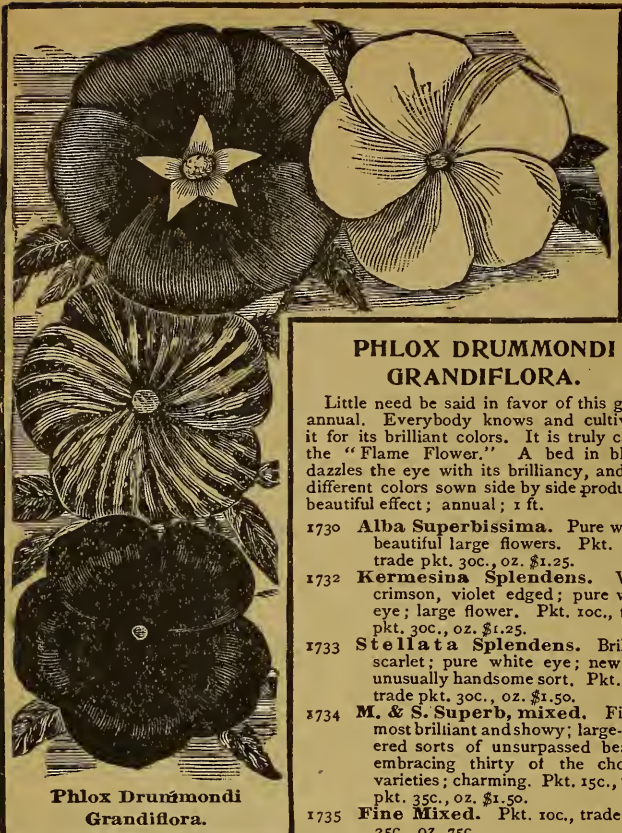 PHLOX DRUMMONDI
GRANDIFLORA.
Little need be said in favor of this g
annual. Everybody knows and cultiv
it for its brilliant colors. It is truly c
the "Flame Flower." A bed in bl
dazzles the eye with its brilliancy, and
different colors sown side by side produ
beautiful effect; annual; 1 ft.
1730 Alba Superbissima. Pure w
beautiful large flowers. Pkt.
trade pkt. 30c., oz. $1.25.
1732 Kermesina Splendens. V
crimson, violet edged; pure w
eye; large flower. Pkt. 10c., t
pkt. 30c., oz. $1.25.
1733 Stellata Splendens. Bril
scarlet; pure white eye; new
unusually handsome sort. Pkt.
trade pkt. 30c., oz. $1.50.
1734 M. & S. Superb, mixed. Fi
most brilliant and showy; large-
ered sorts of unsurpassed bea
embracing thirty of the cho
varieties; charming. Pkt. 15c.,
pkt. 35c., oz. $1.50.
1735 Fine Mixed. Pkt. 10c., trade
25c., oz. 75c.
Phlox Drummondi
Grandiflora.